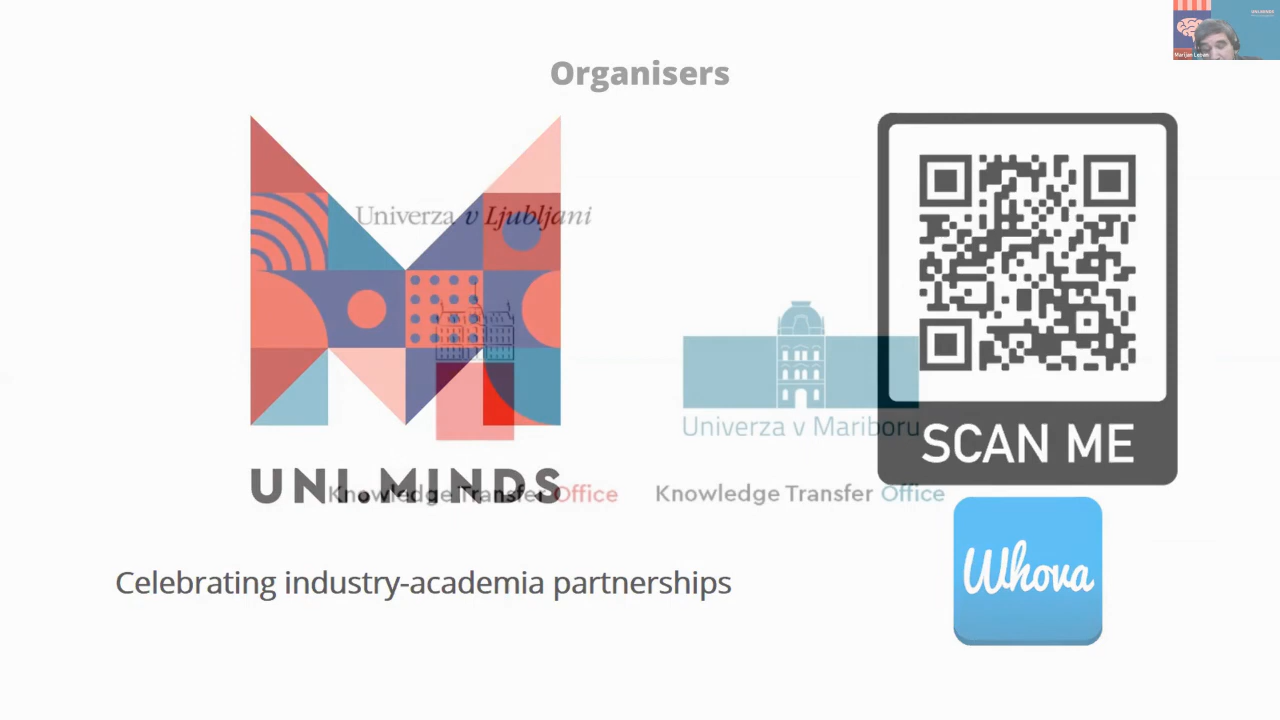 Organisers
Univerza v Ljubljani
Univerza v Mariboru
SCAN ME
UNI.MINDS
Knowledge Transfer Office
Knowledge Transfer Office
Whova
Celebrating industry-academia partnerships